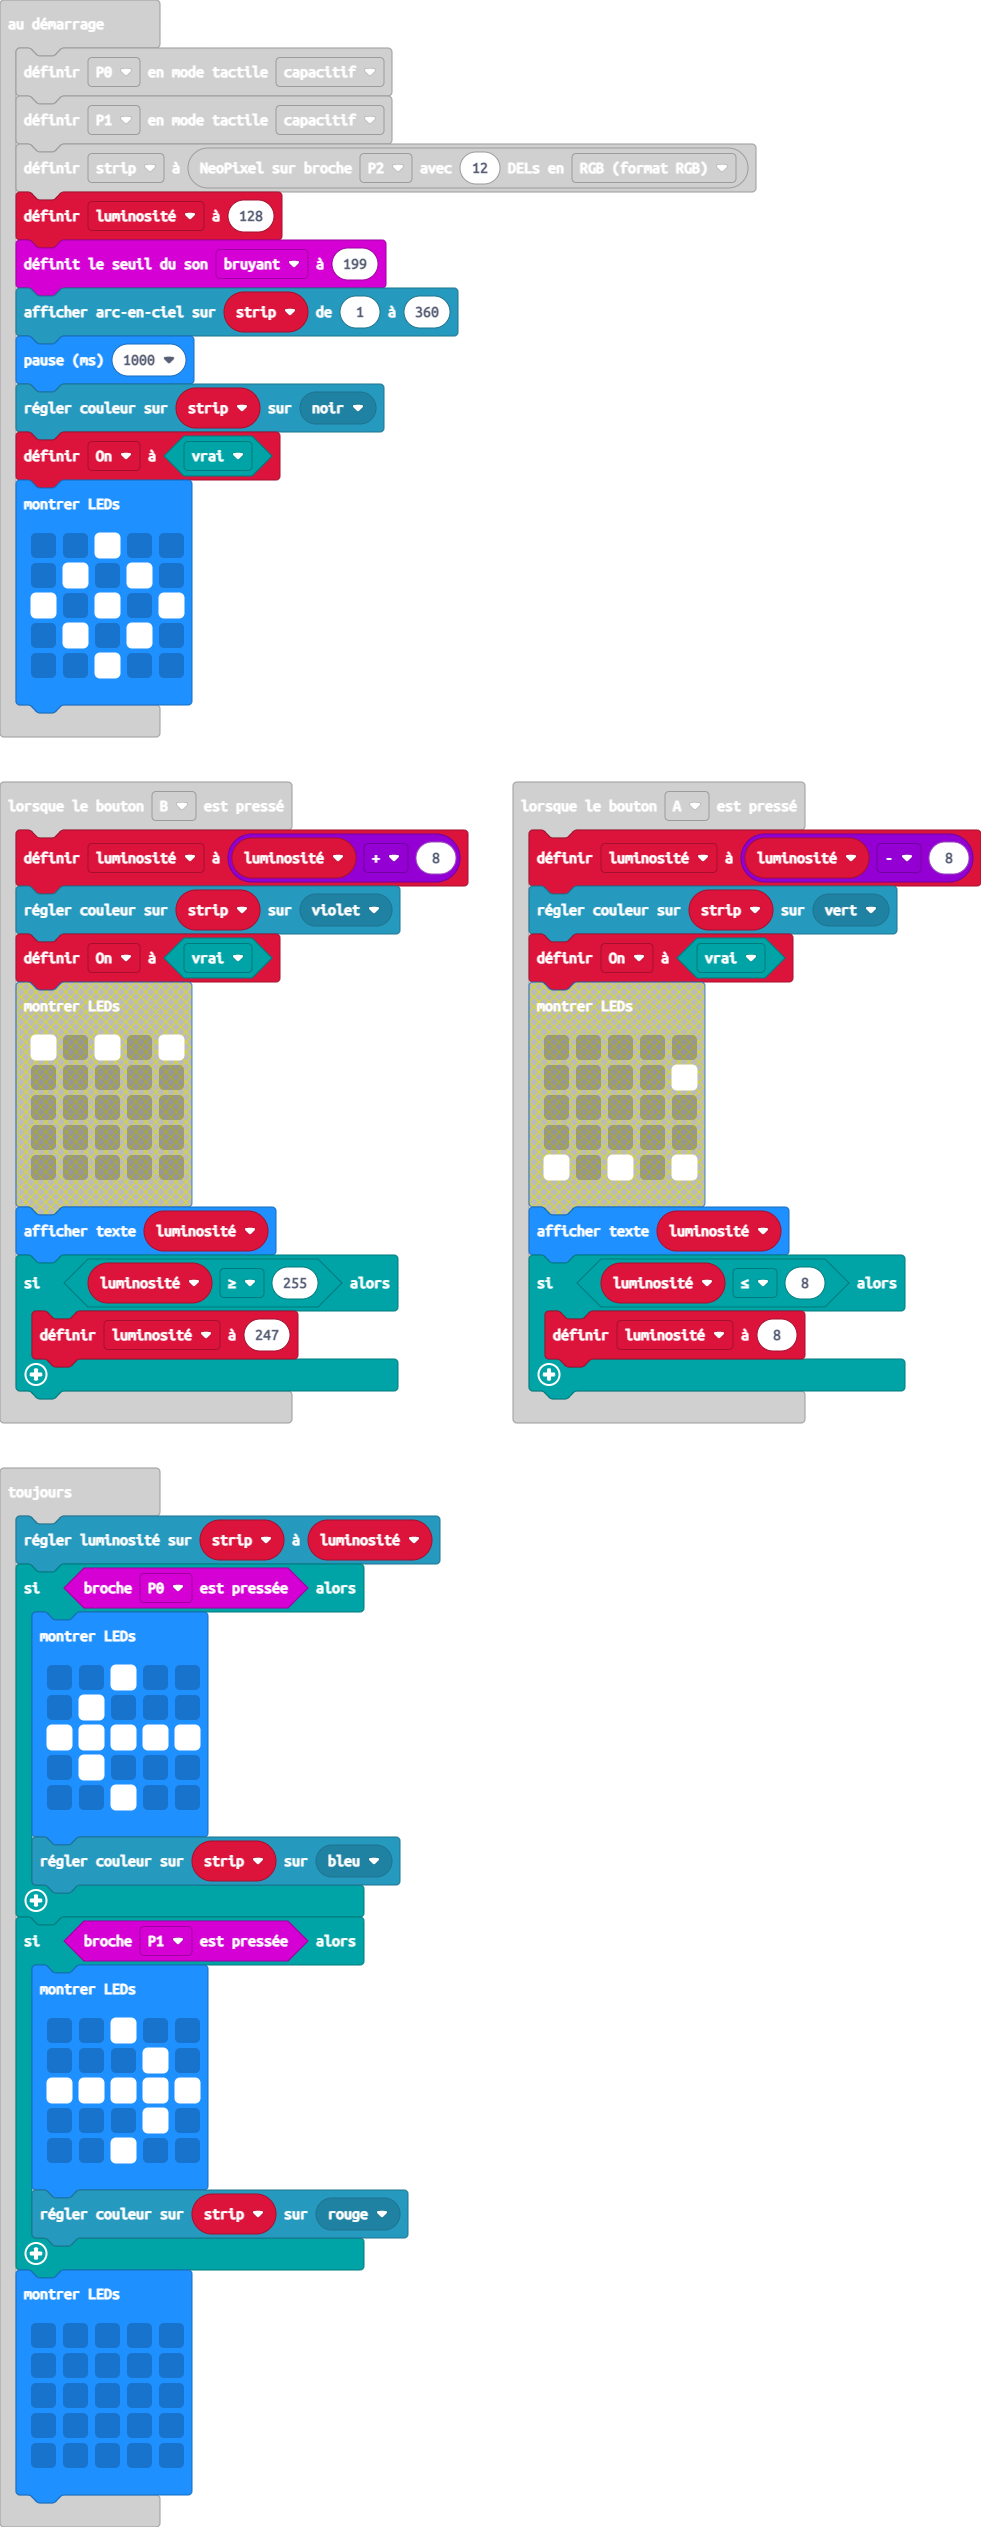 au démarrage
définir P0 en mode tactile capacitif
définir P1 en mode tactile capacitif
définir strip à NeoPixel sur broche P2 avec 12 DELs en RGB (format RGB)
définir luminosité à 128
définit le seuil du son bruyant à 199
afficher arc-en-ciel sur strip de 1 à 360
pause (ms) 1000
régler couleur sur strip sur noir
définir On à vrai
montrer LEDs
lorsque le bouton B est pressé
définir luminosité à luminosité + 8
régler couleur sur strip sur violet
définir On à vrai
montrer LEDs
afficher texte luminosité
si luminosité ≥ 255 alors
définir luminosité à 247
lorsque le bouton A est pressé
définir luminosité à luminosité - 8
régler couleur sur strip sur vert
définir On à vrai
montrer LEDs
afficher texte luminosité
si luminosité ≤ 8 alors
définir luminosité à 8
toujours
régler luminosité sur strip à luminosité
si broche P0 est pressée alors
montrer LEDs
régler couleur sur strip sur bleu
si broche P1 est pressée alors
montrer LEDs
régler couleur sur strip sur rouge
montrer LEDs